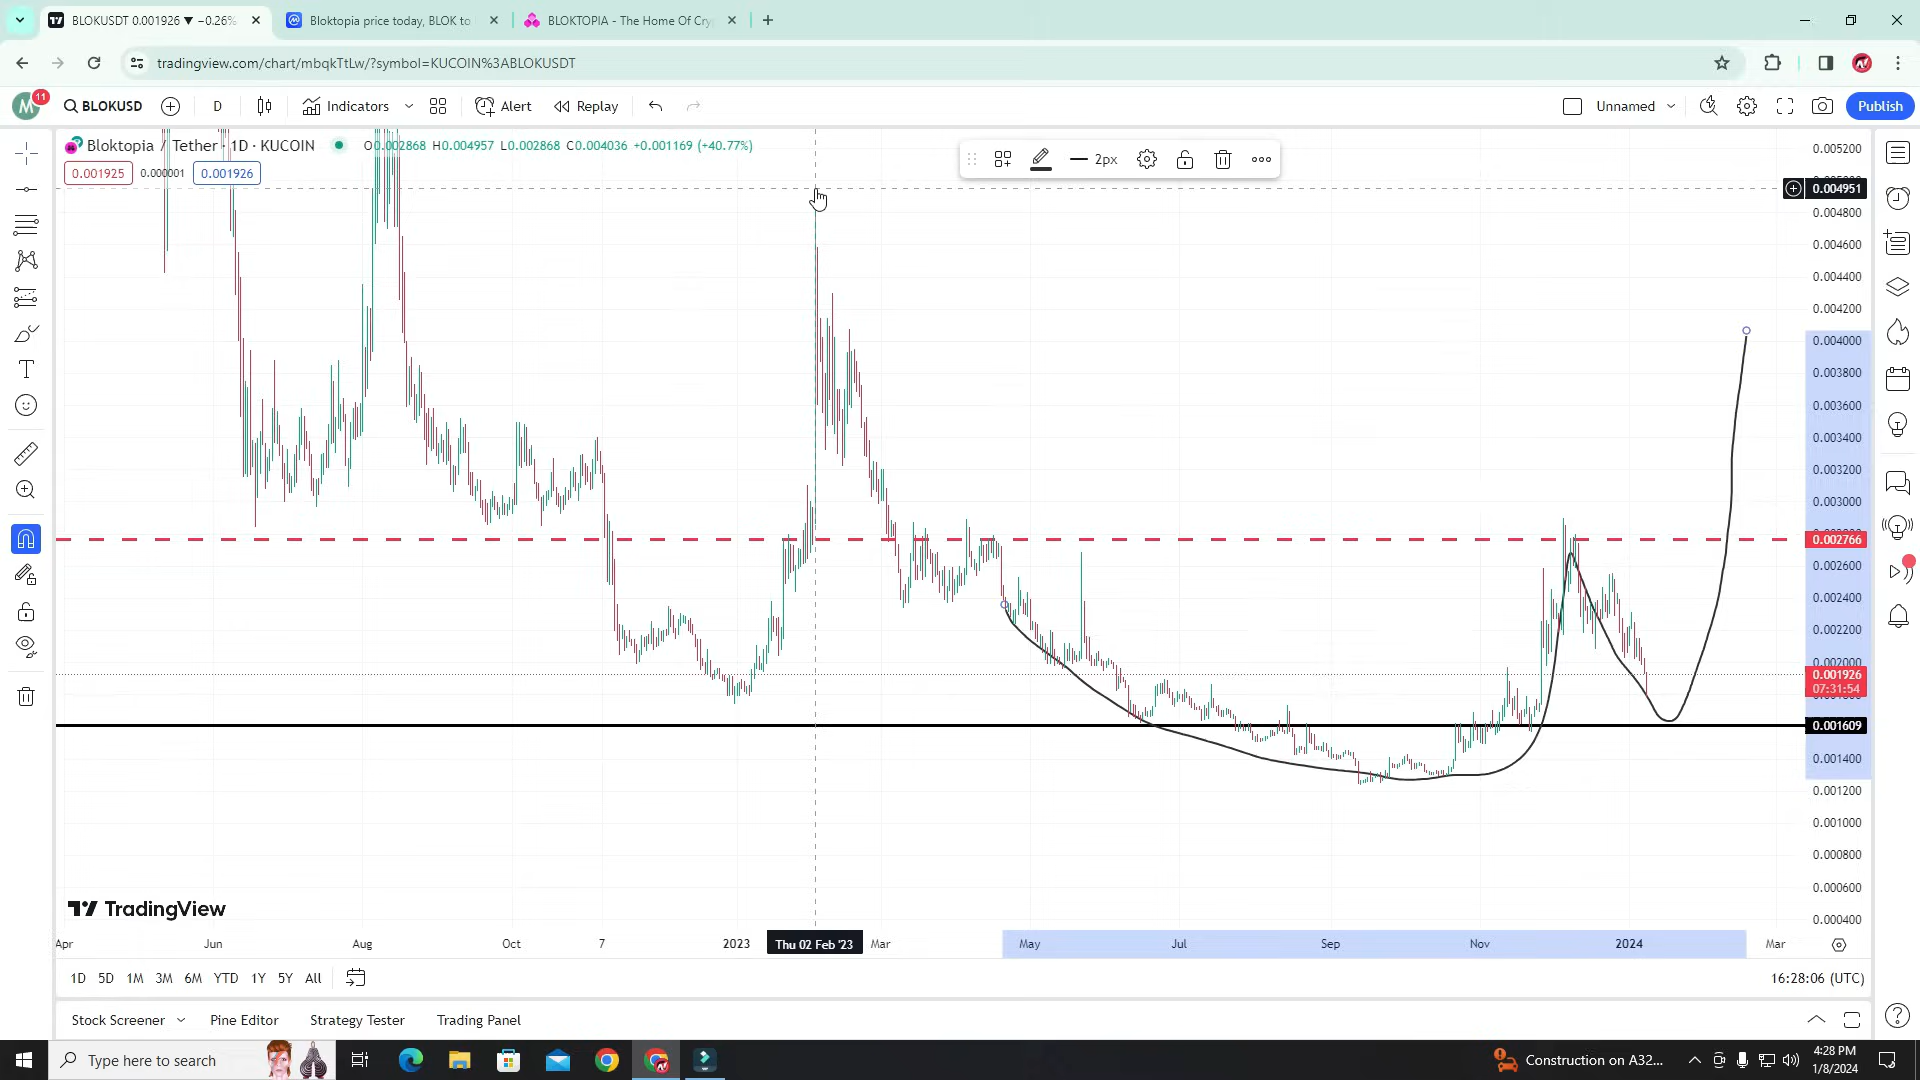 BLOKUSDT 0.001926 ▼ −0.26%
Bloktopia price today, BLOK to
BLOKTOPIA - The Home Of Cry
tradingview.com/chart/mbqkTtLw/?symbol=KUCOIN%3ABLOKUSDT
M 11 BLOKUSD D Indicators Alert Replay Unnamed Publish
Bloktopia / Tether · 1D · KUCOIN O0.002868 H0.004957 L0.002868 C0.004036 +0.001169 (+40.77%)
0.001925 0.000001 0.001926
2px
0.005200
0.004951
0.004800
0.004600
0.004400
0.004200
0.004000
0.003800
0.003600
0.003400
0.003200
0.003000
0.002766
0.002600
0.002400
0.002200
0.002000
0.001926
07:31:54
0.001609
0.001400
0.001200
0.001000
0.000800
0.000600
0.000400
TradingView
Apr Jun Aug Oct 7 2023 Thu 02 Feb '23 Mar May Jul Sep Nov 2024 Mar
1D 5D 1M 3M 6M YTD 1Y 5Y All 16:28:06 (UTC)
Stock Screener Pine Editor Strategy Tester Trading Panel
Type here to search
Construction on A32...
4:28 PM
1/8/2024